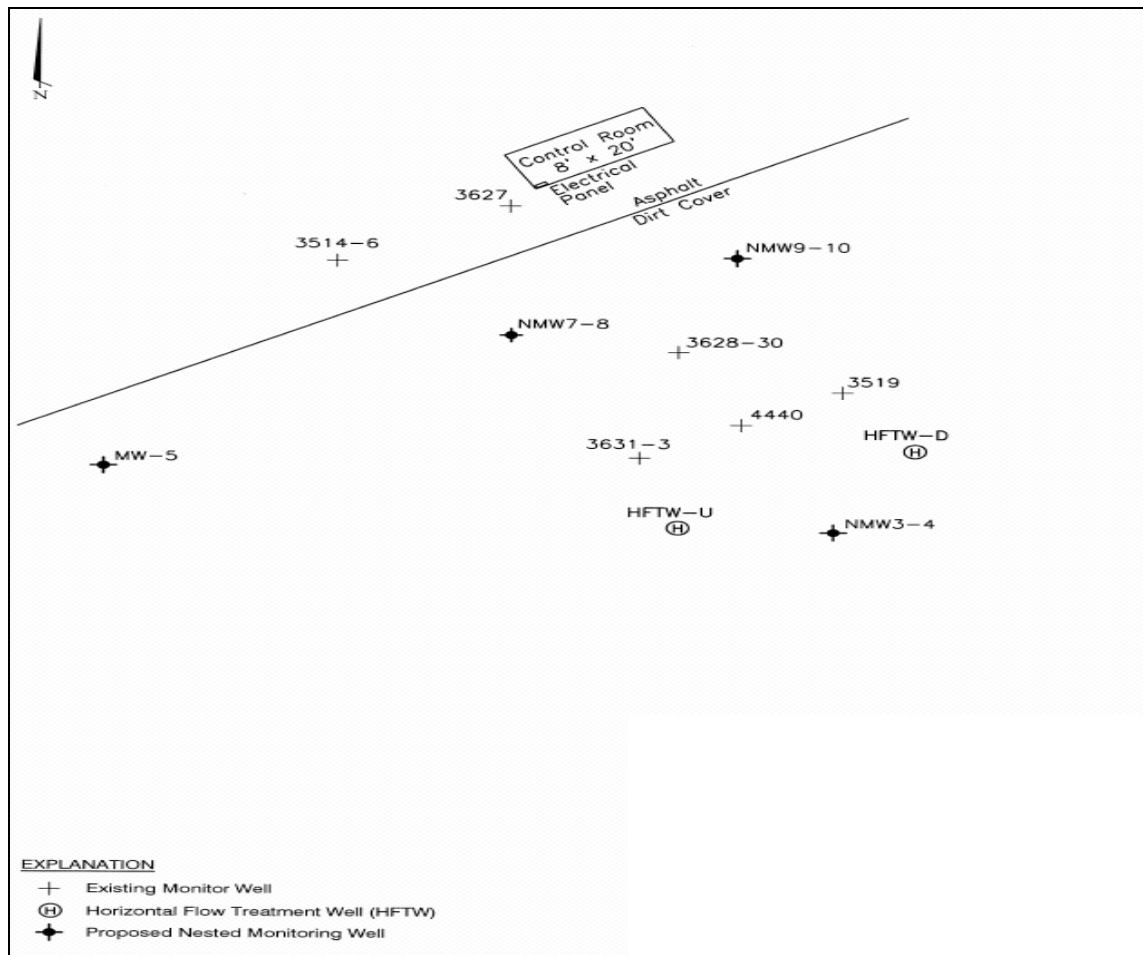 N
Control Room
8' x 20'
Electrical
Panel
3627
Asphalt
Dirt Cover
3514-6
NMW9-10
NMW7-8
3628-30
3519
4440
HFTW-D
3631-3
MW-5
HFTW-U
H
H
NMW3-4
EXPLANATION
Existing Monitor Well
H Horizontal Flow Treatment Well (HFTW)
Proposed Nested Monitoring Well